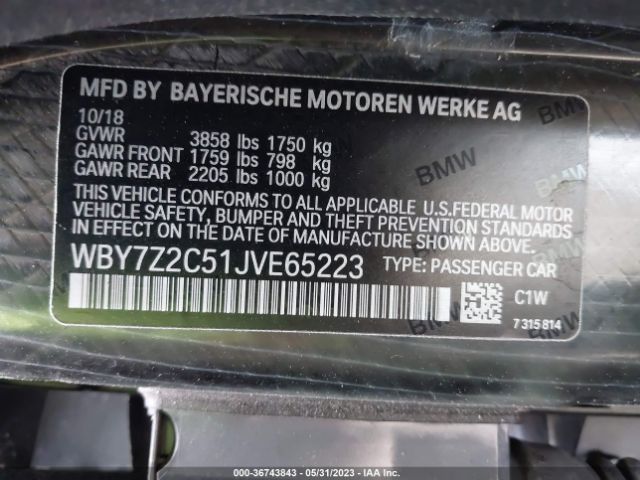 MFD BY BAYERISCHE MOTOREN WERKE AG
10/18
GVWR 3858 lbs 1750 kg
GAWR FRONT 1759 lbs 798 kg
GAWR REAR 2205 lbs 1000 kg
THIS VEHICLE CONFORMS TO ALL APPLICABLE U.S.FEDERAL MOTOR
VEHICLE SAFETY, BUMPER AND THEFT PREVENTION STANDARDS
IN EFFECT ON THE DATE OF MANUFACTURE SHOWN ABOVE.
WBY7Z2C51JVE65223 TYPE: PASSENGER CAR
C1W
7 315 814
BMW
BMW
BMW
000-36743843 - 05/31/2023 - IAA Inc.